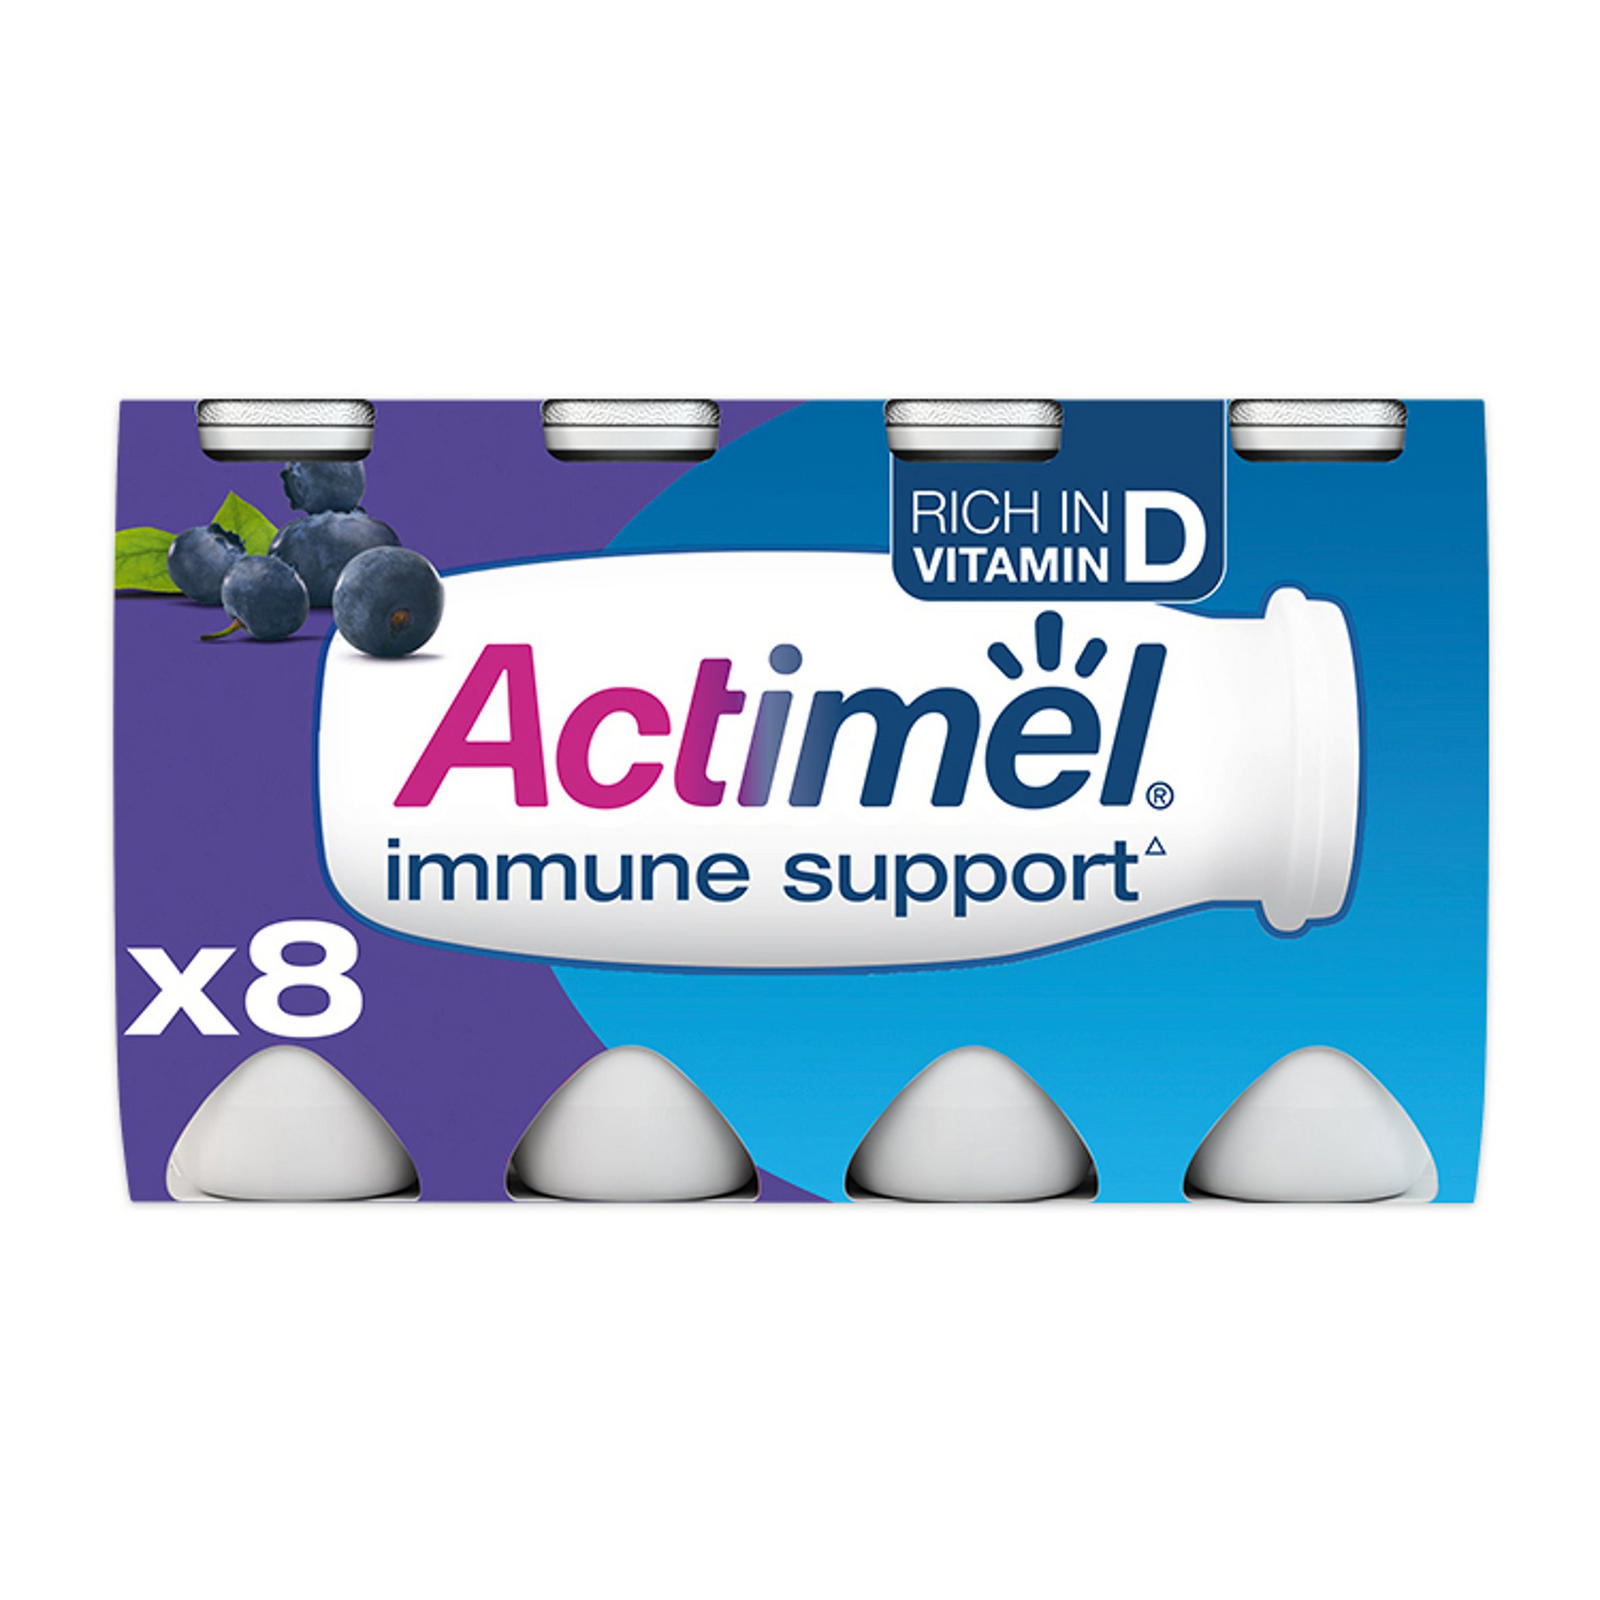 RICH IN
VITAMIN D
Actimel®
immune support△
x8